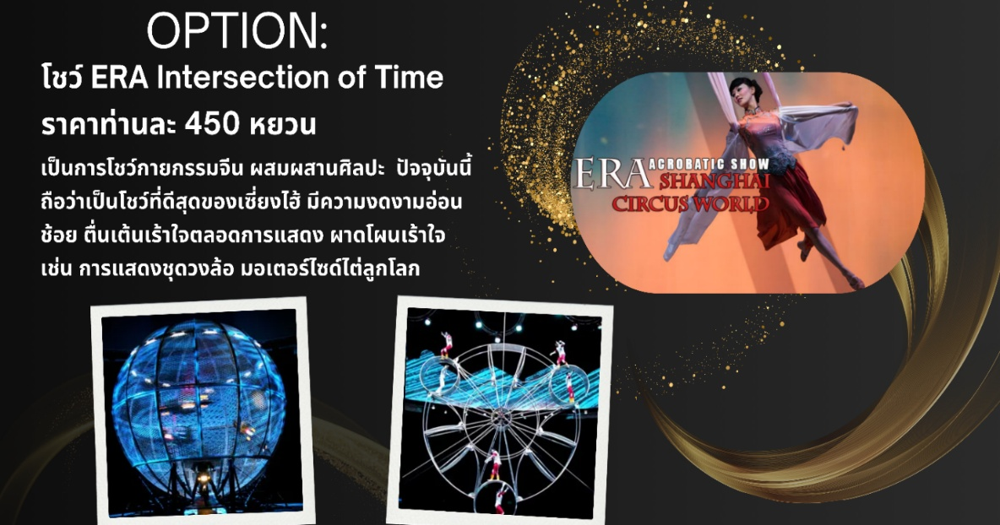 OPTION:
โชว์ ERA Intersection of Time
ราคาท่านละ 450 หยวน
เป็นการโชว์กายกรรมจีน ผสมผสานศิลปะ ปัจจุบันนี้
ถือว่าเป็นโชว์ที่ดีสุดของเซี่ยงไฮ้ มีความงดงามอ่อน
ช้อย ตื่นเต้นเร้าใจตลอดการแสดง ผาดโผนเร้าใจ
เช่น การแสดงชุดวงล้อ มอเตอร์ไซด์ไต่ลูกโลก
ERA ACROBATIC SHOW
SHANGHAI
CIRCUS WORLD